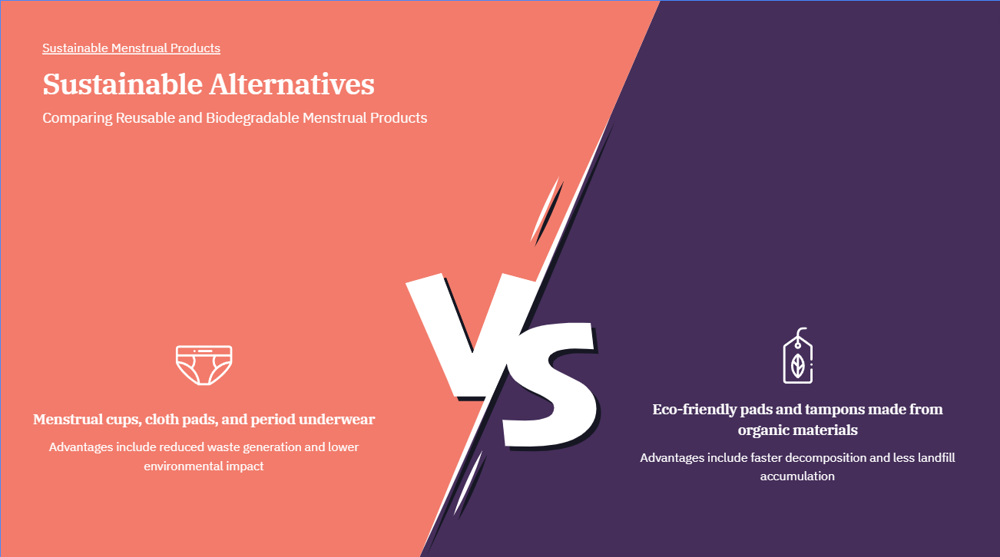 Sustainable Menstrual Products
Sustainable Alternatives
Comparing Reusable and Biodegradable Menstrual Products
VS
Menstrual cups, cloth pads, and period underwear
Advantages include reduced waste generation and lower
environmental impact
Eco-friendly pads and tampons made from
organic materials
Advantages include faster decomposition and less landfill
accumulation